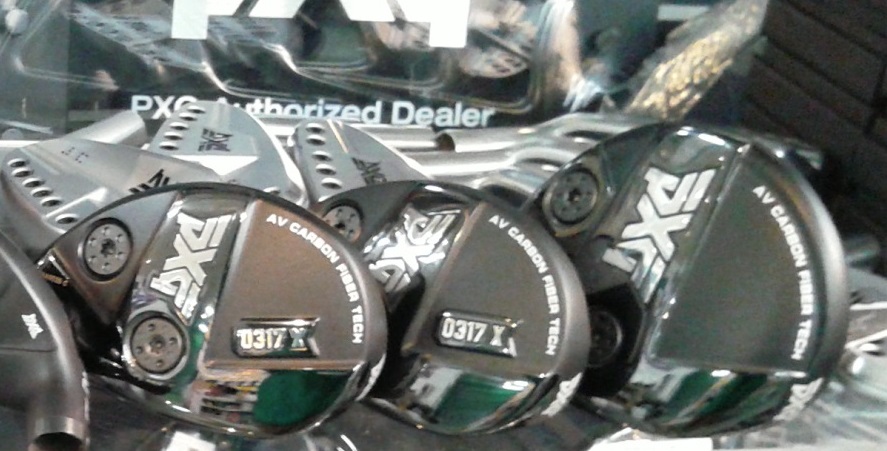 PXG
PXG Authorized Dealer
PXG
AV CARBON FIBER TECH
0317 X
PXG
AV CARBON FIBER TECH
0317 X
PXG
AV CARBON FIBER TECH